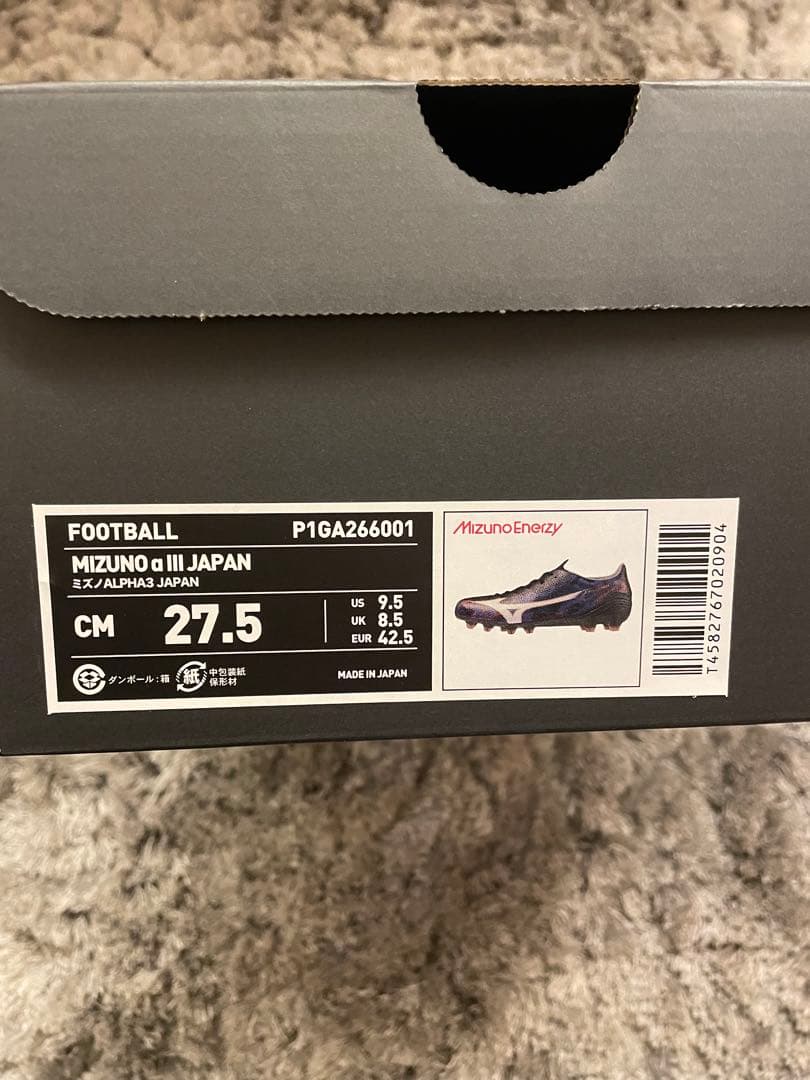 FOOTBALL P1GA266001
MIZUNO α III JAPAN
ミズノALPHA3 JAPAN
CM 27.5
US 9.5
UK 8.5
EUR 42.5
ダンボール:箱
紙
中包装紙
保形材
MADE IN JAPAN
Mizuno Enerzy
T4582767020904